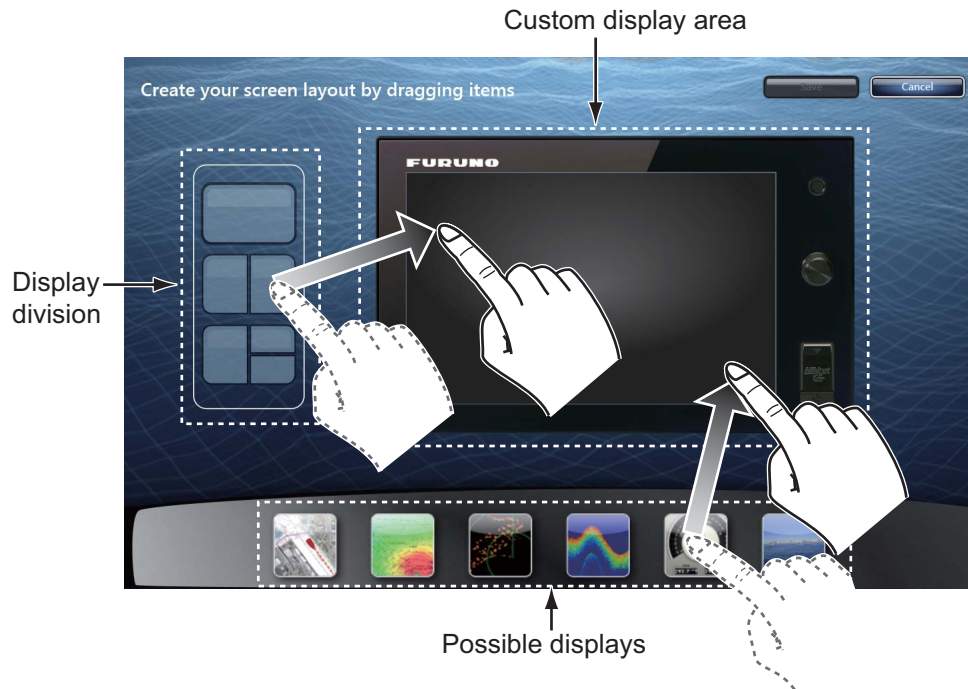 Custom display area
Create your screen layout by dragging items
Save
Cancel
FURUNO
Display
division
Possible displays